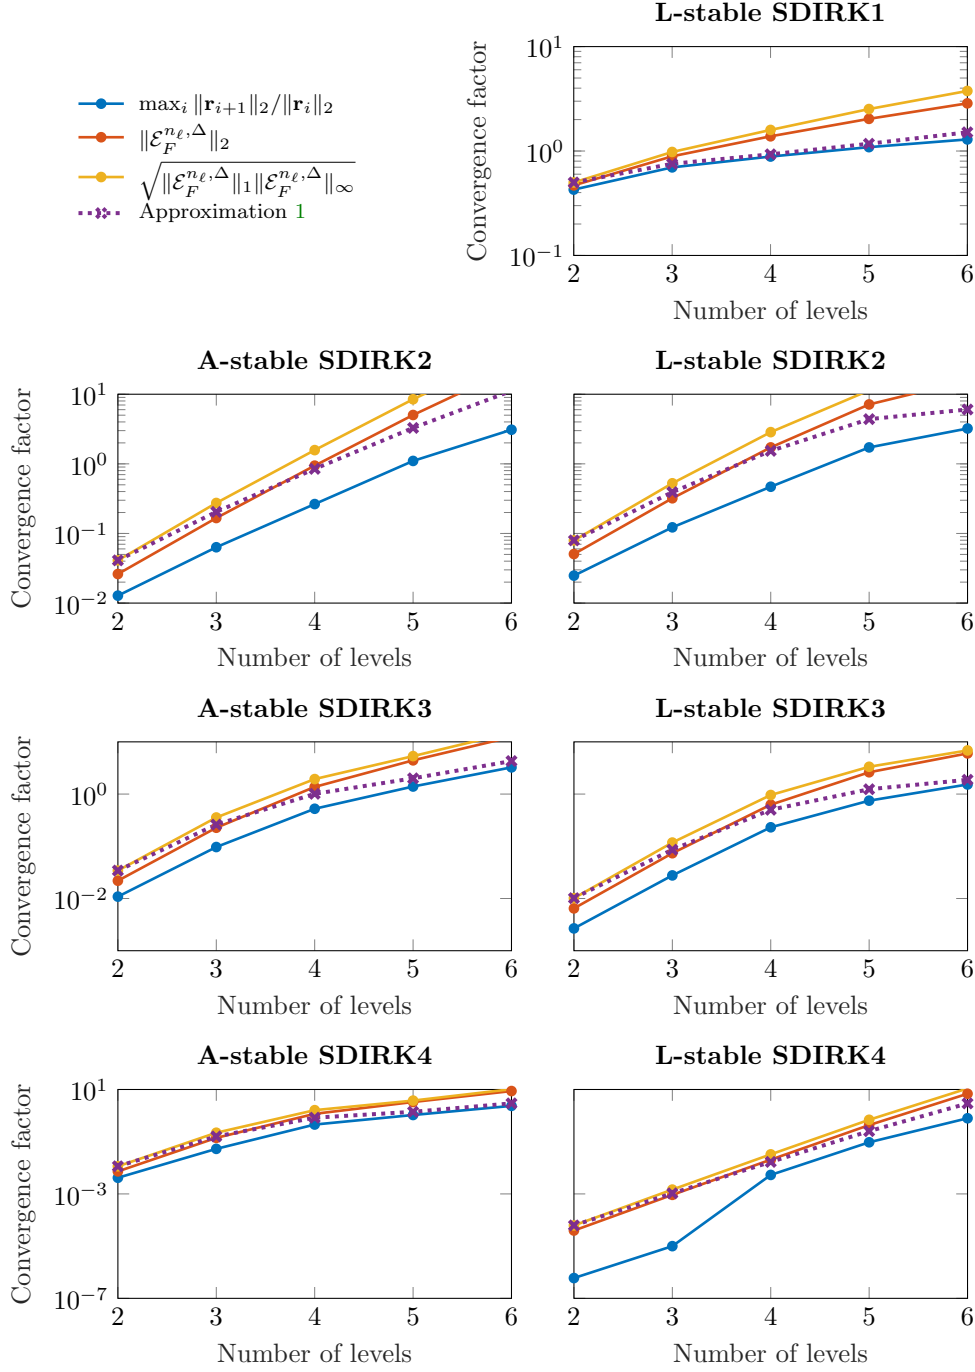 L-stable SDIRK1
max_i ‖r_{i+1}‖_2/‖r_i‖_2
‖ℰ_F^{n_ℓ,Δ}‖_2
√(‖ℰ_F^{n_ℓ,Δ}‖_1‖ℰ_F^{n_ℓ,Δ}‖_∞)
Approximation 1
Convergence factor
10^1
10^0
10^{−1}
2 3 4 5 6
Number of levels
A-stable SDIRK2
Convergence factor
10^1
10^0
10^{−1}
10^{−2}
2 3 4 5 6
Number of levels
L-stable SDIRK2
2 3 4 5 6
Number of levels
A-stable SDIRK3
Convergence factor
10^0
10^{−2}
2 3 4 5 6
Number of levels
L-stable SDIRK3
2 3 4 5 6
Number of levels
A-stable SDIRK4
Convergence factor
10^1
10^{−3}
10^{−7}
2 3 4 5 6
Number of levels
L-stable SDIRK4
2 3 4 5 6
Number of levels